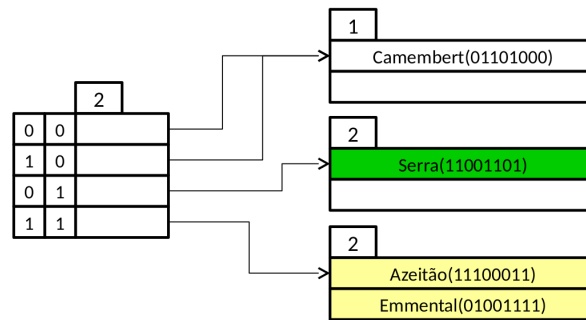 2
0 0
1 0
0 1
1 1
1
Camembert(01101000)
2
Serra(11001101)
2
Azeitão(11100011)
Emmental(01001111)